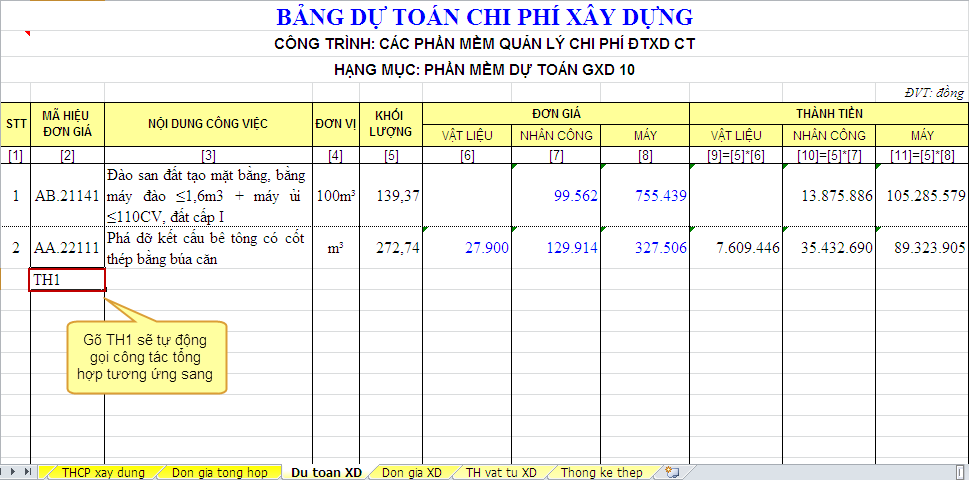 BẢNG DỰ TOÁN CHI PHÍ XÂY DỰNG
CÔNG TRÌNH: CÁC PHẦN MỀM QUẢN LÝ CHI PHÍ ĐTXD CT
HẠNG MỤC: PHẦN MỀM DỰ TOÁN GXD 10
ĐVT: đồng
STT MÃ HIỆU ĐƠN GIÁ NỘI DUNG CÔNG VIỆC ĐƠN VỊ KHỐI LƯỢNG ĐƠN GIÁ THÀNH TIỀN
VẬT LIỆU NHÂN CÔNG MÁY VẬT LIỆU NHÂN CÔNG MÁY
[1] [2] [3] [4] [5] [6] [7] [8] [9]=[5]*[6] [10]=[5]*[7] [11]=[5]*[8]
Đào san đất tạo mặt bằng, bằng
1 AB.21141 máy đào ≤1,6m3 + máy ủi 100m³ 139,37 99.562 755.439 13.875.886 105.285.579
≤110CV, đất cấp I
2 AA.22111 Phá dỡ kết cấu bê tông có cốt m³ 272,74 27.900 129.914 327.506 7.609.446 35.432.690 89.323.905
thép bằng búa căn
TH1
Gõ TH1 sẽ tự động
gọi công tác tổng
hợp tương ứng sang
THCP xay dung Don gia tong hop Du toan XD Don gia XD TH vat tu XD Thong ke thep